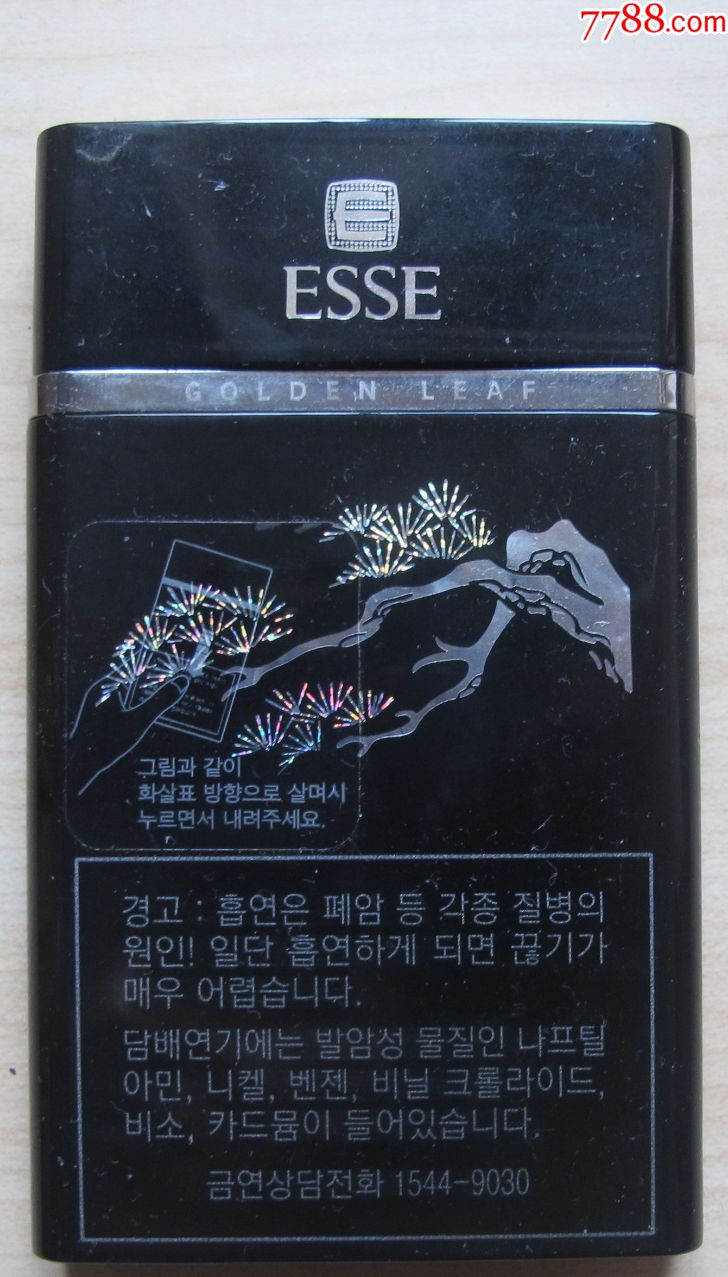 7788.com
E
ESSE
GOLDEN LEAF
그림과 같이
화살표 방향으로 살며시
누르면서 내려주세요.
경고 : 흡연은 폐암 등 각종 질병의
원인! 일단 흡연하게 되면 끊기가
매우 어렵습니다.
담배연기에는 발암성 물질인 나프틸
아민, 니켈, 벤젠, 비닐 크롤라이드,
비소, 카드뮴이 들어있습니다.
금연상담전화 1544-9030